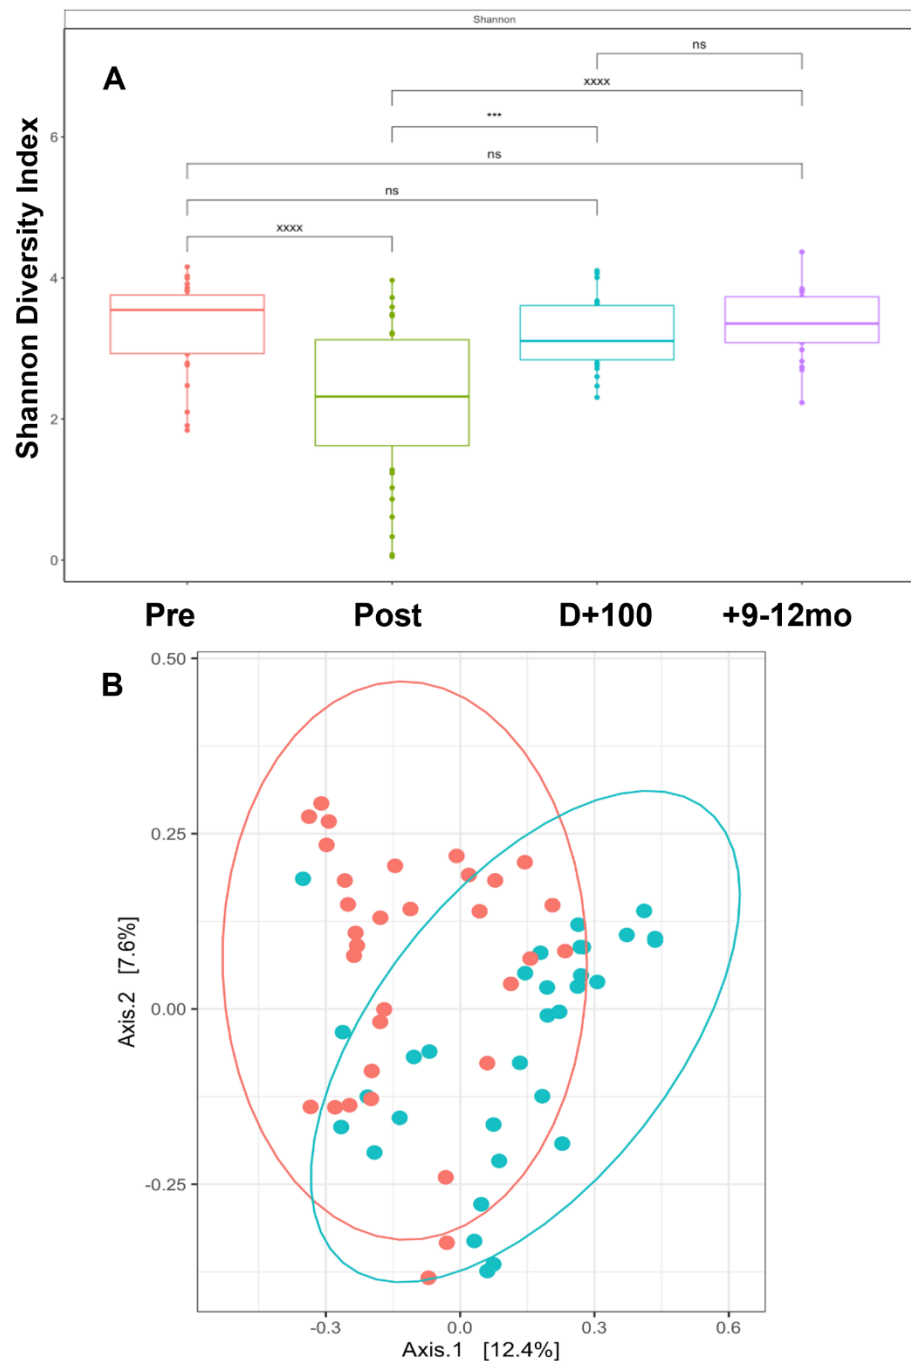 Shannon
A
ns
xxxx
***
ns
ns
xxxx
Shannon Diversity Index
6
4
2
0
Pre Post D+100 +9-12mo
B
0.50
0.25
0.00
-0.25
Axis.2 [7.6%]
-0.3 0.0 0.3 0.6
Axis.1 [12.4%]